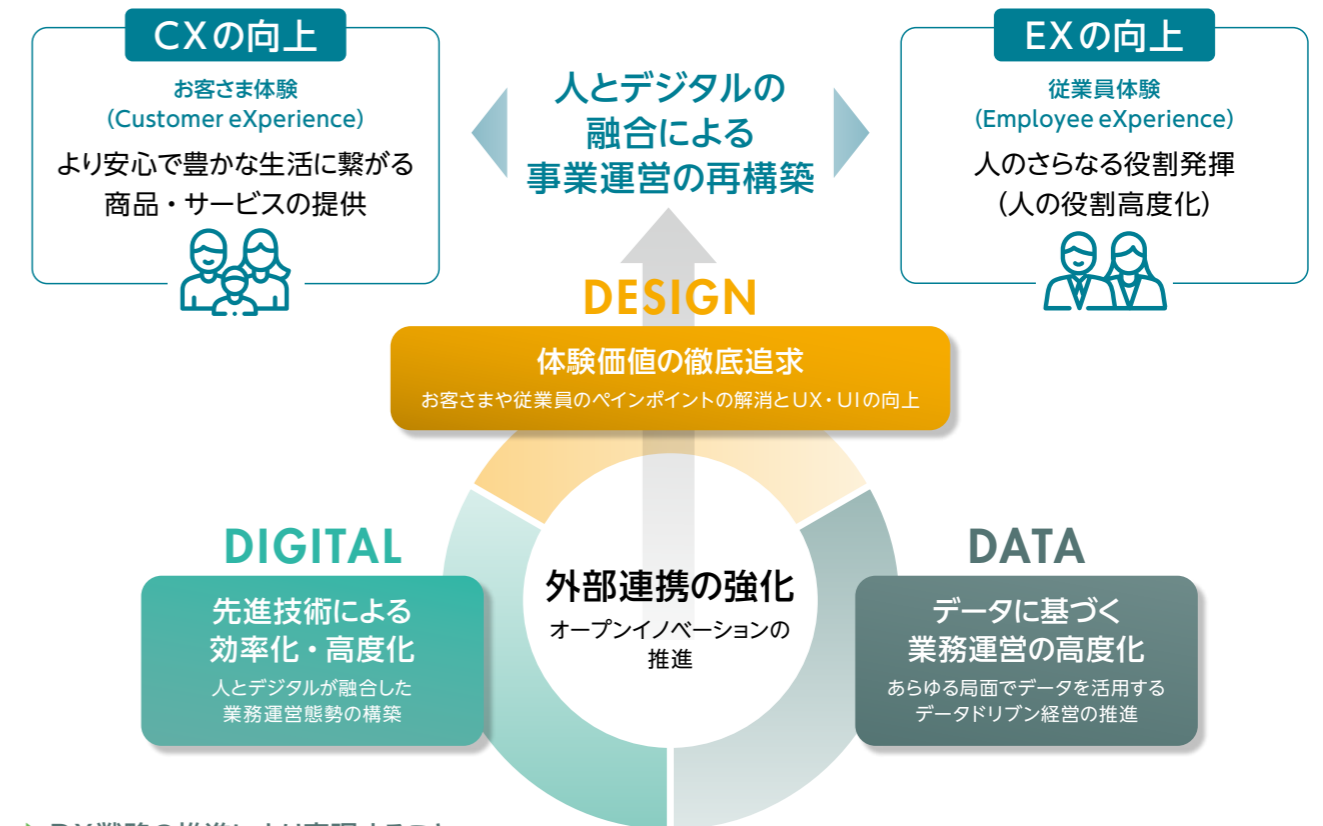 CXの向上
お客さま体験
(Customer eXperience)
より安心で豊かな生活に繋がる
商品・サービスの提供
人とデジタルの
融合による
事業運営の再構築
EXの向上
従業員体験
(Employee eXperience)
人のさらなる役割発揮
(人の役割高度化)
DESIGN
体験価値の徹底追求
お客さまや従業員のペインポイントの解消とUX・UIの向上
DIGITAL
先進技術による
効率化・高度化
人とデジタルが融合した
業務運営態勢の構築
外部連携の強化
オープンイノベーションの
推進
DATA
データに基づく
業務運営の高度化
あらゆる局面でデータを活用する
データドリブン経営の推進